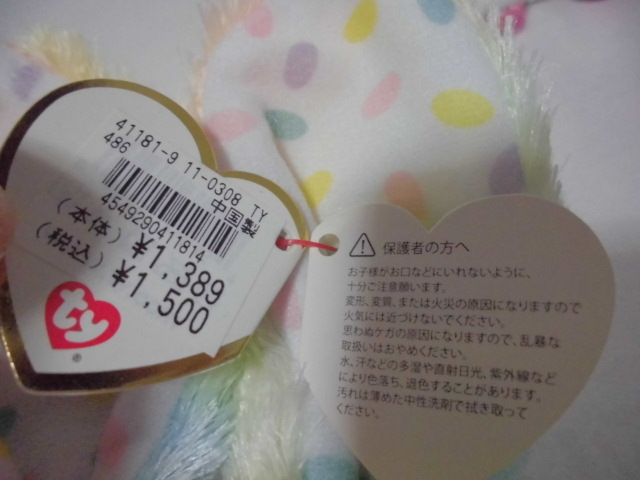 41181-9 11-0308 TY
486 中国製
4549290411814
(本体) ¥1,389
(税込) ¥1,500
ty
®
保護者の方へ
お子様がお口などにいれないように、
十分ご注意願います。
変形、変質、または火災の原因になりますので
火気には近づけないでください。
思わぬケガの原因になりますので、乱暴な
取扱いはおやめください。
水、汗などの多湿や直射日光、紫外線など
により色落ち、退色することがあります。
汚れは薄めた中性洗剤で拭き取って
ください。